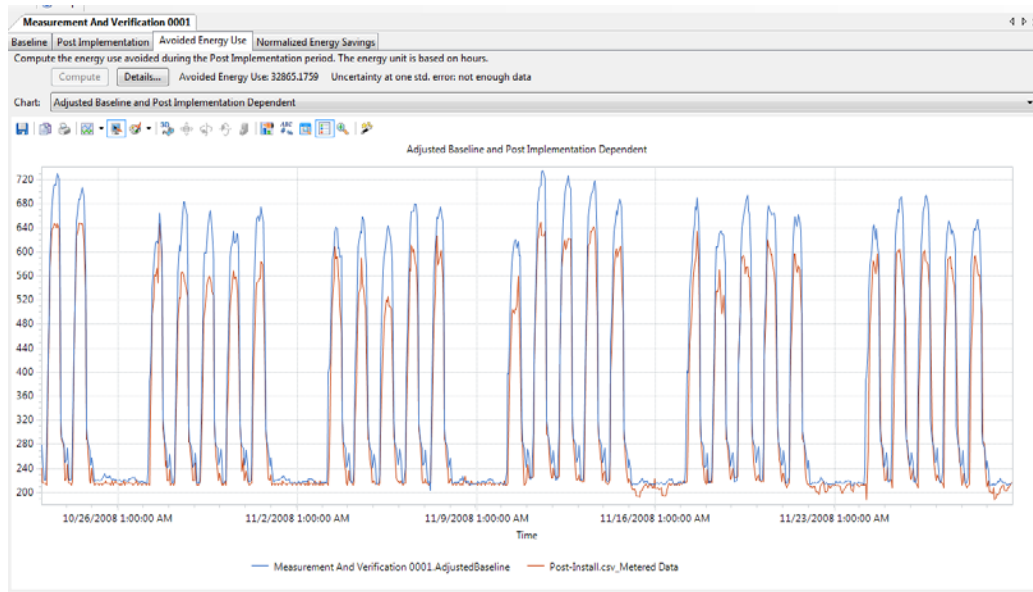 Measurement And Verification 0001
Baseline Post Implementation Avoided Energy Use Normalized Energy Savings
Compute the energy use avoided during the Post Implementation period. The energy unit is based on hours.
Compute Details... Avoided Energy Use: 32865.1759 Uncertainty at one std. error: not enough data
Chart: Adjusted Baseline and Post Implementation Dependent
Adjusted Baseline and Post Implementation Dependent
720
680
640
600
560
520
480
440
400
360
320
280
240
200
10/26/2008 1:00:00 AM 11/2/2008 1:00:00 AM 11/9/2008 1:00:00 AM 11/16/2008 1:00:00 AM 11/23/2008 1:00:00 AM
Time
Measurement And Verification 0001.AdjustedBaseline Post-Install.csv_Metered Data